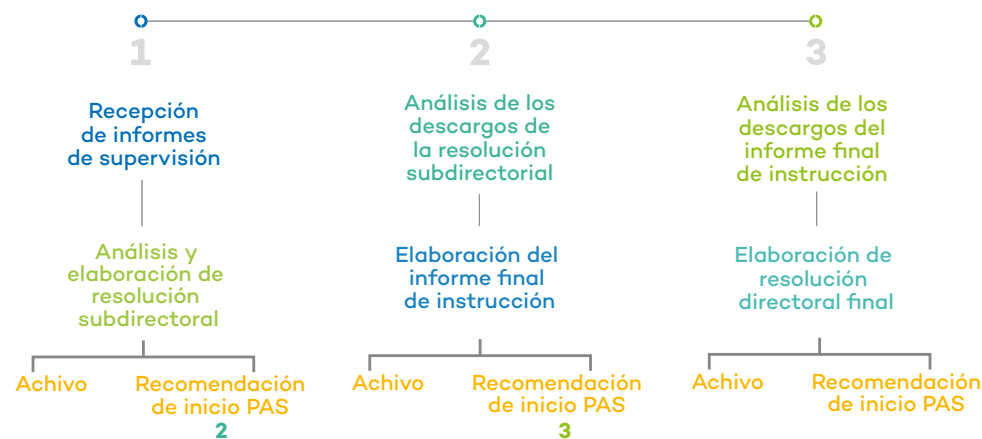 1
Recepción
de informes
de supervisión
Análisis y
elaboración de
resolución
subdirectoral
Achivo
Recomendación
de inicio PAS
2
2
Análisis de los
descargos de
la resolución
subdirectorial
Elaboración del
informe final
de instrucción
Achivo
Recomendación
de inicio PAS
3
3
Análisis de los
descargos del
informe final
de instrucción
Elaboración de
resolución
directoral final
Achivo
Recomendación
de inicio PAS